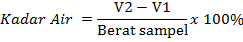 Kadar Air = V2 − V1 / Berat sampel x 100%